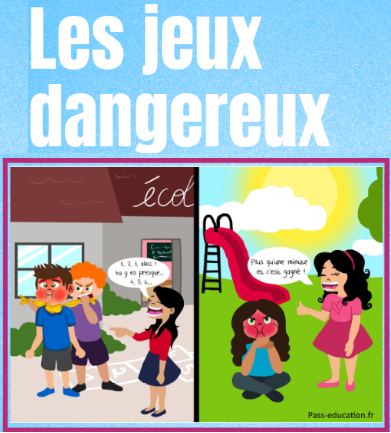 Les jeux
dangereux
écol
1, 2, 3, allez !
tu y es presque...
4, 5, 4...
Plus qu'une minute
et c'est gagné !
Pass-education.fr